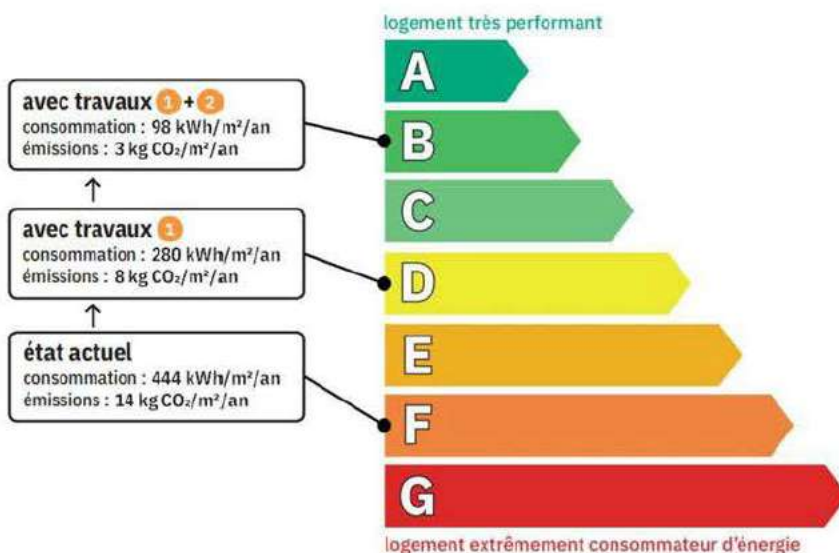 logement très performant
A
avec travaux 1 + 2
consommation : 98 kWh/m²/an
émissions : 3 kg CO₂/m²/an
B
C
avec travaux 1
consommation : 280 kWh/m²/an
émissions : 8 kg CO₂/m²/an
D
état actuel
consommation : 444 kWh/m²/an
émissions : 14 kg CO₂/m²/an
E
F
G
logement extrêmement consommateur d'énergie